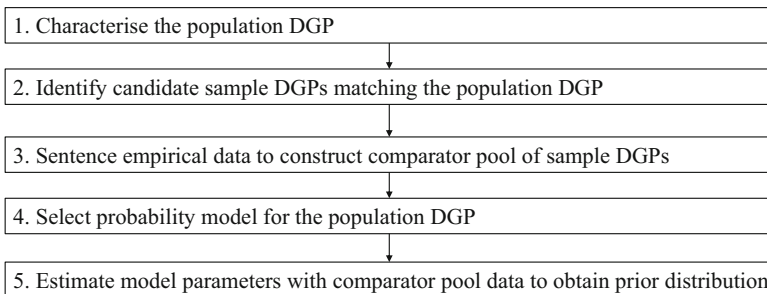 1. Characterise the population DGP
2. Identify candidate sample DGPs matching the population DGP
3. Sentence empirical data to construct comparator pool of sample DGPs
4. Select probability model for the population DGP
5. Estimate model parameters with comparator pool data to obtain prior distribution